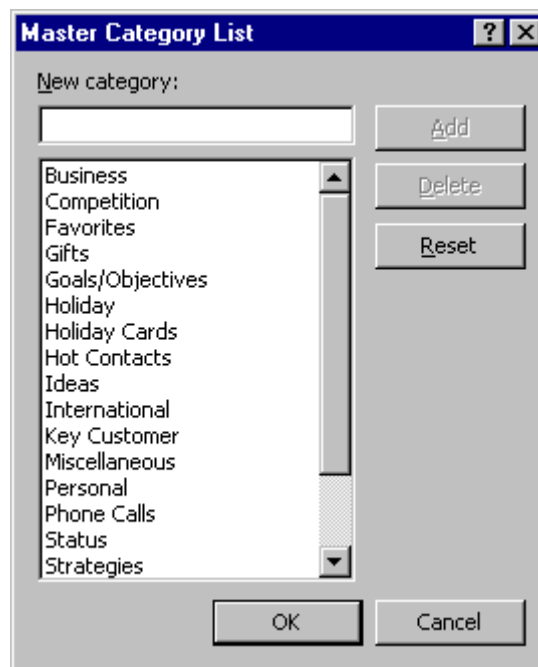 Master Category List
New category:
Add
Business
Competition
Favorites
Gifts
Goals/Objectives
Holiday
Holiday Cards
Hot Contacts
Ideas
International
Key Customer
Miscellaneous
Personal
Phone Calls
Status
Strategies
Delete
Reset
OK
Cancel